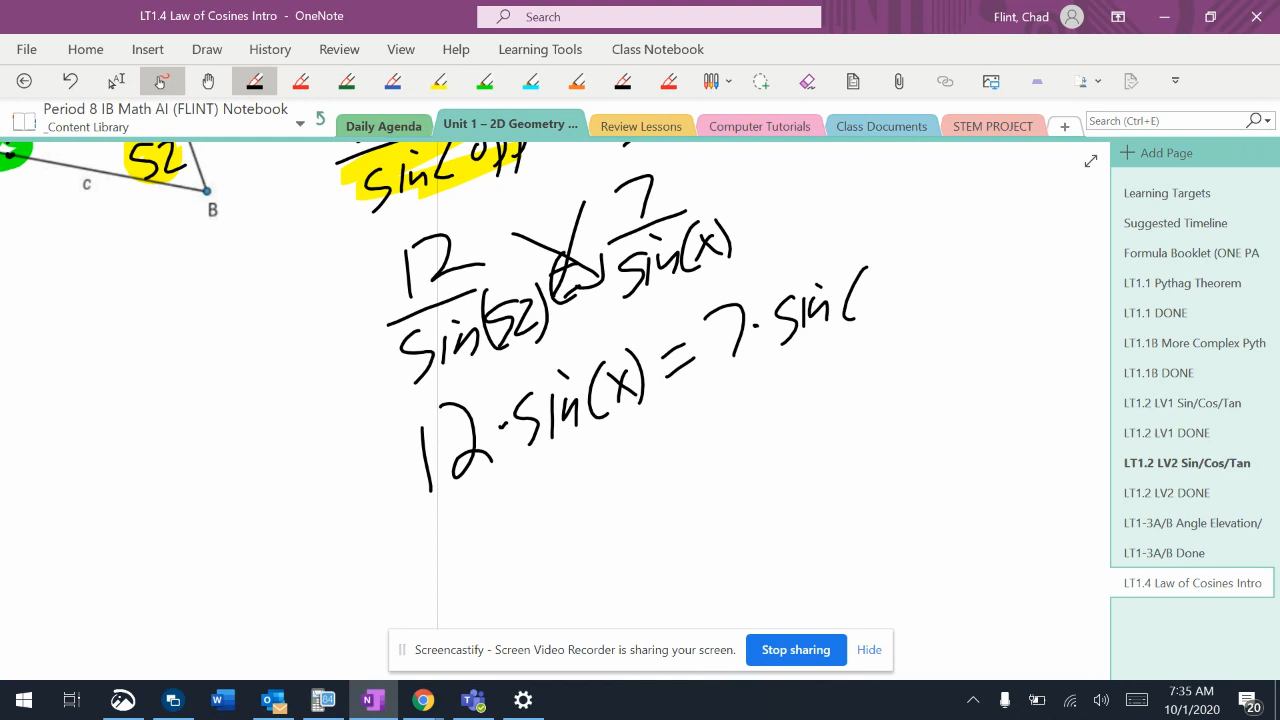 LT1.4 Law of Cosines Intro - OneNote
Search
Flint, Chad
File Home Insert Draw History Review View Help Learning Tools Class Notebook
Period 8 IB Math AI (FLINT) Notebook
_Content Library
Daily Agenda
Unit 1 – 2D Geometry ...
Review Lessons
Computer Tutorials
Class Documents
STEM PROJECT
Search (Ctrl+E)
Add Page
Learning Targets
Suggested Timeline
Formula Booklet (ONE PA
LT1.1 Pythag Theorem
LT1.1 DONE
LT1.1B More Complex Pyth
LT1.1B DONE
LT1.2 LV1 Sin/Cos/Tan
LT1.2 LV1 DONE
LT1.2 LV2 Sin/Cos/Tan
LT1.2 LV2 DONE
LT1-3A/B Angle Elevation/
LT1-3A/B Done
LT1.4 Law of Cosines Intro
52
c
B
sin(opp
12 7
sin(52) sin(x)
12·sin(x)=7·sin(
Screencastify - Screen Video Recorder is sharing your screen.
Stop sharing
Hide
84
7:35 AM
10/1/2020
20